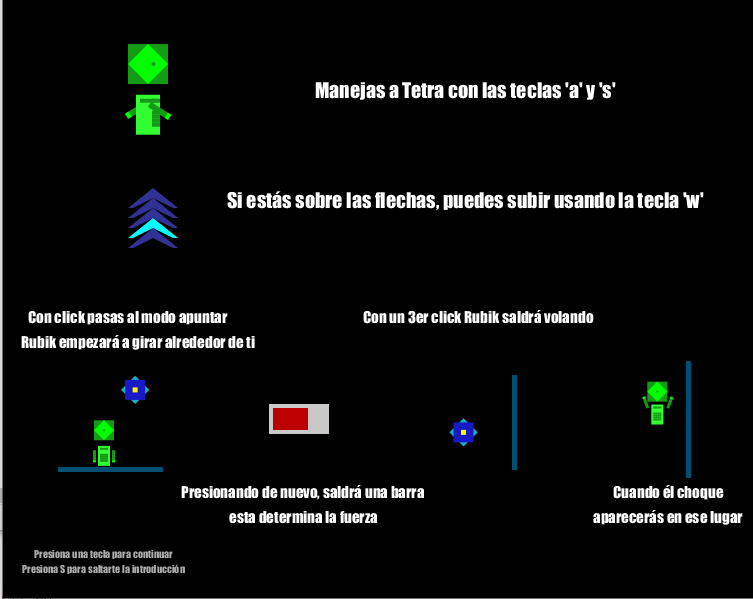 Manejas a Tetra con las teclas 'a' y 's'
Si estás sobre las flechas, puedes subir usando la tecla 'w'
Con click pasas al modo apuntar
Rubik empezará a girar alrededor de ti
Con un 3er click Rubik saldrá volando
Presionando de nuevo, saldrá una barra
esta determina la fuerza
Cuando él choque
aparecerás en ese lugar
Presiona una tecla para continuar
Presiona S para saltarte la introducción